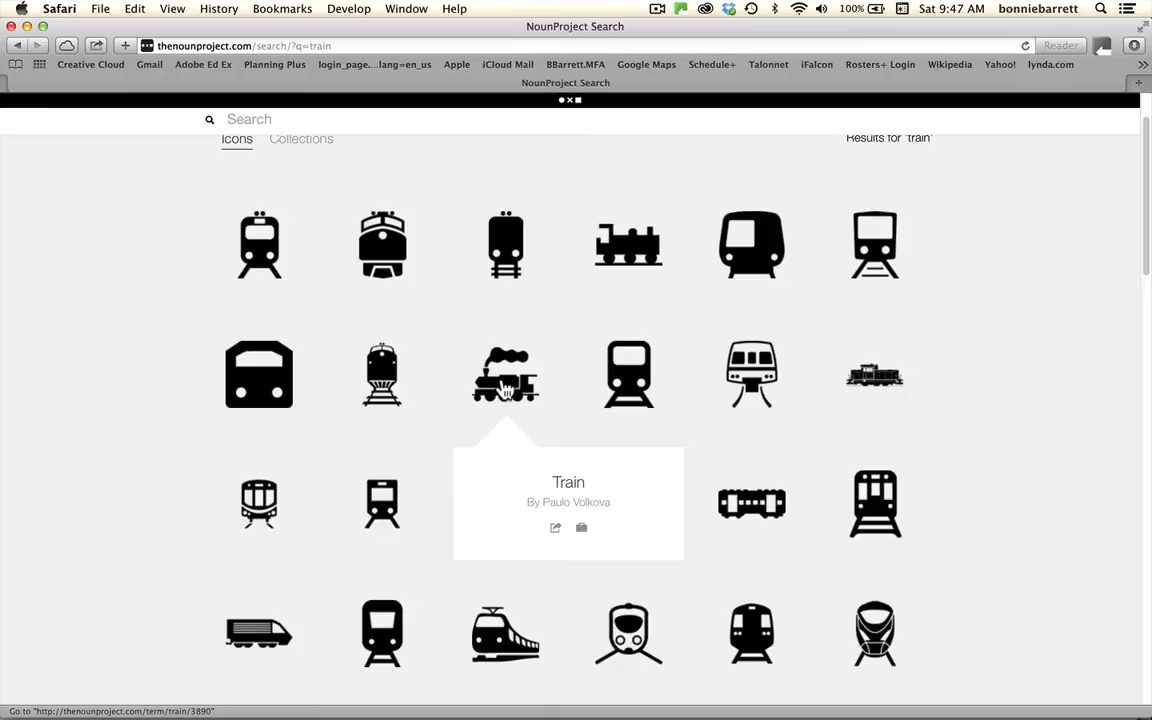 Safari File Edit View History Bookmarks Develop Window Help 100% Sat 9:47 AM bonniebarrett
NounProject Search
thenounproject.com/search/?q=train Reader
Creative Cloud Gmail Adobe Ed Ex Planning Plus login_page....lang=en_us Apple iCloud Mail BBarrett.MFA Google Maps Schedule+ Talonnet iFalcon Rosters+ Login Wikipedia Yahoo! lynda.com
NounProject Search
Search
Icons Collections Results for 'train'
Train
By Paulo Volkova
Go to "http://thenounproject.com/term/train/3890"